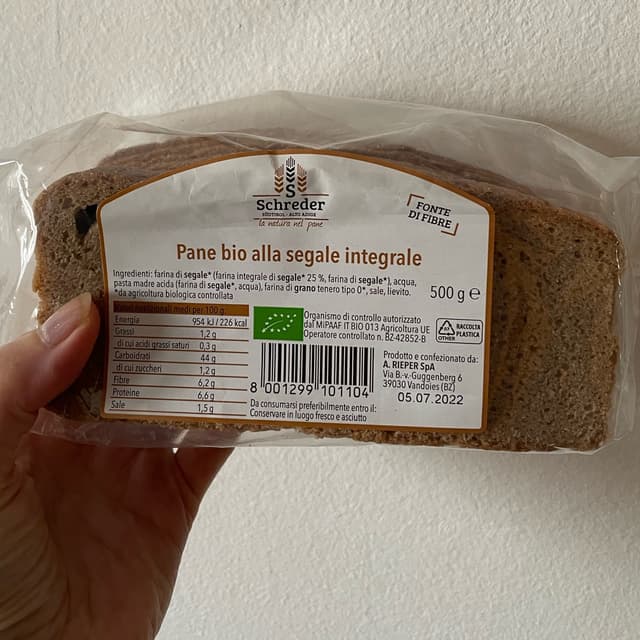 Schreder
SÜDTIROL - ALTO ADIGE
la natura nel pane
FONTE
DI FIBRE
Pane bio alla segale integrale
Ingredienti: farina di segale* (farina integrale di segale* 25 %, farina di segale*), acqua,
pasta madre acida (farina di segale*, acqua), farina di grano tenero tipo 0*, sale, lievito.
*da agricoltura biologica controllata
500 g e
medi per 100 g
Energia 954 kJ / 226 kcal
Grassi 1,2 g
di cui acidi grassi saturi 0,3 g
Carboidrati 44 g
di cui zuccheri 1,2 g
Fibre 6,2 g
Proteine 6,6 g
Sale 1,5 g
Organismo di controllo autorizzato
dal MiPAAF IT BIO 013 Agricoltura UE
Operatore controllato n. BZ-42852-B
8 001299 101104
Prodotto e confezionato da:
A. RIEPER SpA
Via B.-v.-Guggenberg 6
39030 Vandoies (BZ)
OTHER
RACCOLTA
PLASTICA
Da consumarsi preferibilmente entro il:
Conservare in luogo fresco e asciutto
05.07.2022